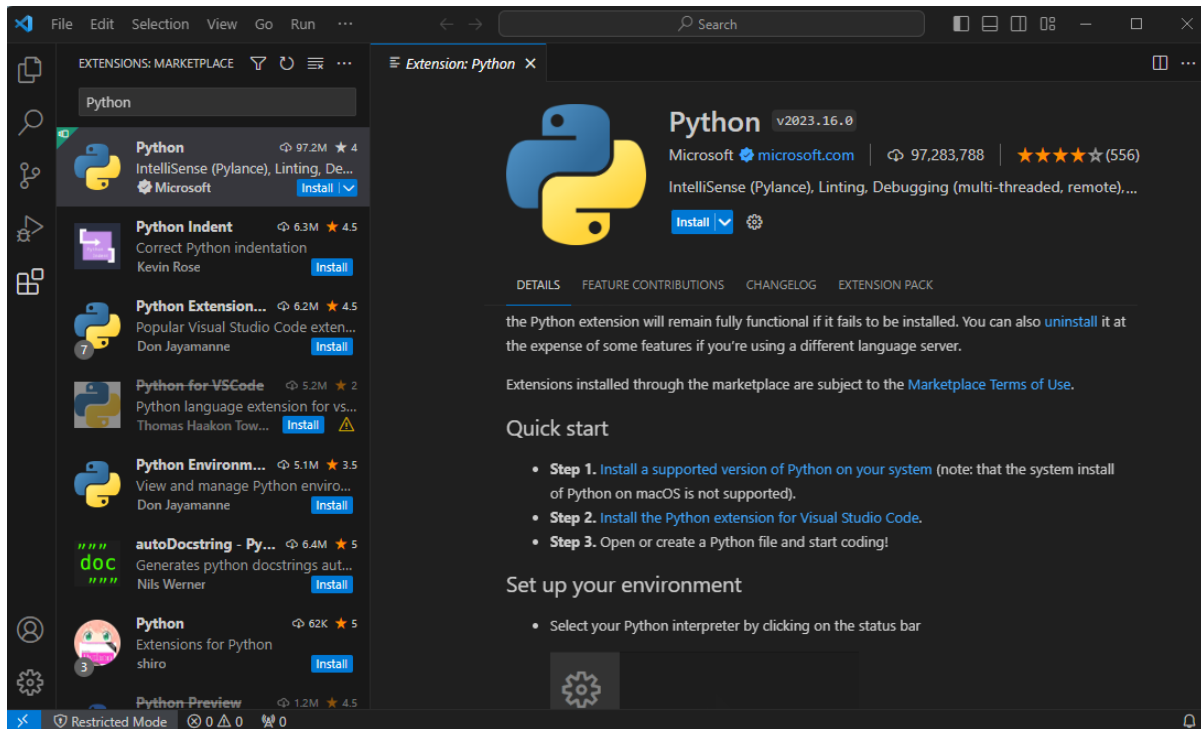 File Edit Selection View Go Run ···
Search
EXTENSIONS: MARKETPLACE
Python
Python 97.2M ★ 4
IntelliSense (Pylance), Linting, De...
Microsoft Install
Python Indent 6.3M ★ 4.5
Correct Python indentation
Kevin Rose Install
Python Extension... 6.2M ★ 4.5
Popular Visual Studio Code exten...
7 Don Jayamanne Install
Python for VSCode 5.2M ★ 2
Python language extension for vs...
Thomas Haakon Tow... Install
Python Environm... 5.1M ★ 3.5
View and manage Python enviro...
Don Jayamanne Install
autoDocstring - Py... 6.4M ★ 5
"""
doc
"""
Generates python docstrings aut...
Nils Werner Install
Python 62K ★ 5
Extensions for Python
3 shiro Install
Python Preview 1.2M ★ 4.5
Extension: Python
Python v2023.16.0
Microsoft microsoft.com | 97,283,788 | ★★★★☆(556)
IntelliSense (Pylance), Linting, Debugging (multi-threaded, remote),...
Install
DETAILS FEATURE CONTRIBUTIONS CHANGELOG EXTENSION PACK
the Python extension will remain fully functional if it fails to be installed. You can also uninstall it at
the expense of some features if you're using a different language server.
Extensions installed through the marketplace are subject to the Marketplace Terms of Use.
Quick start
• Step 1. Install a supported version of Python on your system (note: that the system install
of Python on macOS is not supported).
• Step 2. Install the Python extension for Visual Studio Code.
• Step 3. Open or create a Python file and start coding!
Set up your environment
• Select your Python interpreter by clicking on the status bar
Restricted Mode 0 0 0